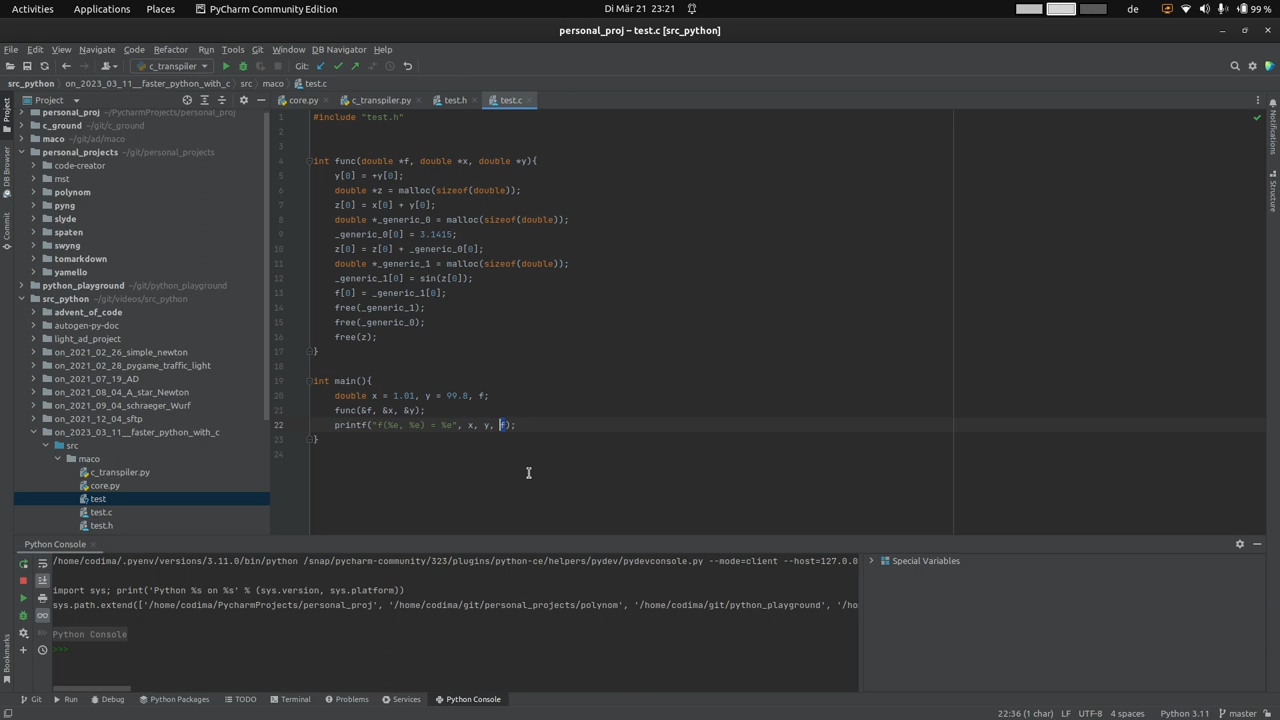 Activities Applications Places PyCharm Community Edition Di Mär 21 23:21 de 99 %
personal_proj – test.c [src_python]
File Edit View Navigate Code Refactor Run Tools Git Window DB Navigator Help
c_transpiler Git:
src_python on_2023_03_11__faster_python_with_c src maco test.c
Project core.py c_transpiler.py test.h test.c
personal_proj ~/PycharmProjects/personal_proj
c_ground ~/git/c_ground
maco ~/git/ad/maco
personal_projects ~/git/personal_projects
code-creator
mst
polynom
pyng
slyde
spaten
swyng
tomarkdown
yamello
python_playground ~/git/python_playground
src_python ~/git/videos/src_python
advent_of_code
autogen-py-doc
light_ad_project
on_2021_02_26_simple_newton
on_2021_02_28_pygame_traffic_light
on_2021_07_19_AD
on_2021_08_04_A_star_Newton
on_2021_09_04_schraeger_Wurf
on_2021_12_04_sftp
on_2023_03_11__faster_python_with_c
src
maco
c_transpiler.py
core.py
test
test.c
test.h
Project
DB Browser
Commit
Bookmarks
Notifications
Structure
1 #include "test.h"
2
3
4 int func(double *f, double *x, double *y){
5 y[0] = +y[0];
6 double *z = malloc(sizeof(double));
7 z[0] = x[0] + y[0];
8 double *_generic_0 = malloc(sizeof(double));
9 _generic_0[0] = 3.1415;
10 z[0] = z[0] + _generic_0[0];
11 double *_generic_1 = malloc(sizeof(double));
12 _generic_1[0] = sin(z[0]);
13 f[0] = _generic_1[0];
14 free(_generic_1);
15 free(_generic_0);
16 free(z);
17 }
18
19 int main(){
20 double x = 1.01, y = 99.8, f;
21 func(&f, &x, &y);
22 printf("f(%e, %e) = %e", x, y, f);
23 }
24
Python Console
/home/codima/.pyenv/versions/3.11.0/bin/python /snap/pycharm-community/323/plugins/python-ce/helpers/pydev/pydevconsole.py --mode=client --host=127.0.0
import sys; print('Python %s on %s' % (sys.version, sys.platform))
sys.path.extend(['/home/codima/PycharmProjects/personal_proj', '/home/codima/git/personal_projects/polynom', '/home/codima/git/python_playground', '/ho
Python Console
>>>
Special Variables
Git Run Debug Python Packages TODO Terminal Problems Services Python Console
22:36 (1 char) LF UTF-8 4 spaces Python 3.11 master